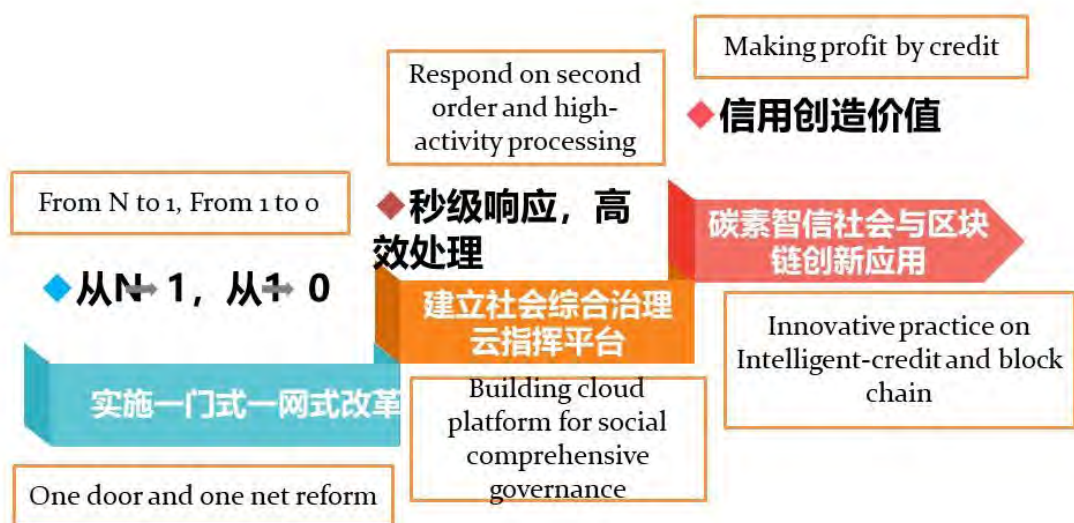 Making profit by credit
◆信用创造价值
碳素智信社会与区块
链创新应用
Innovative practice on
Intelligent-credit and block
chain
Respond on second
order and high-
activity processing
◆秒级响应，高
效处理
建立社会综合治理
云指挥平台
Building cloud
platform for social
comprehensive
governance
From N to 1, From 1 to 0
◆从N→1，从1→0
实施一门式一网式改革
One door and one net reform